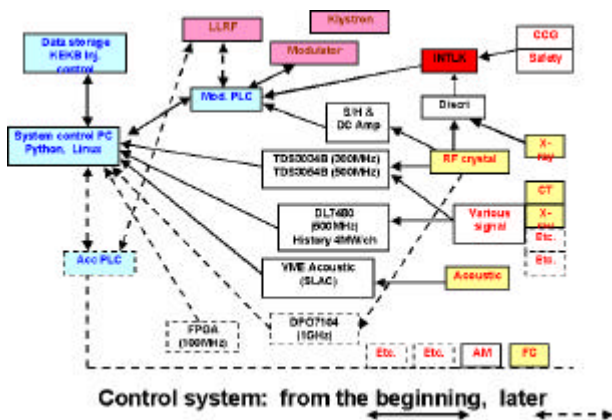 LLRF
Klystron
Data storage
KEKB Inj.
control
Modulator
CCG
INTLK
Safety
Mod. PLC
Discri
S/H &
DC Amp
System control PC
Python, Linux
X-
ray
TDS3034B (300MHz)
TDS3054B (500MHz)
RF crystal
CT
DL7480
(500MHz)
History 4MW/ch
Various
signal
X-
Etc.
Etc.
Acc PLC
VME Acoustic
(SLAC)
Acoustic
FPGA
(100MHz)
DPO7104
(1GHz)
Etc.
Etc.
AM
FC
Control system: from the beginning, later